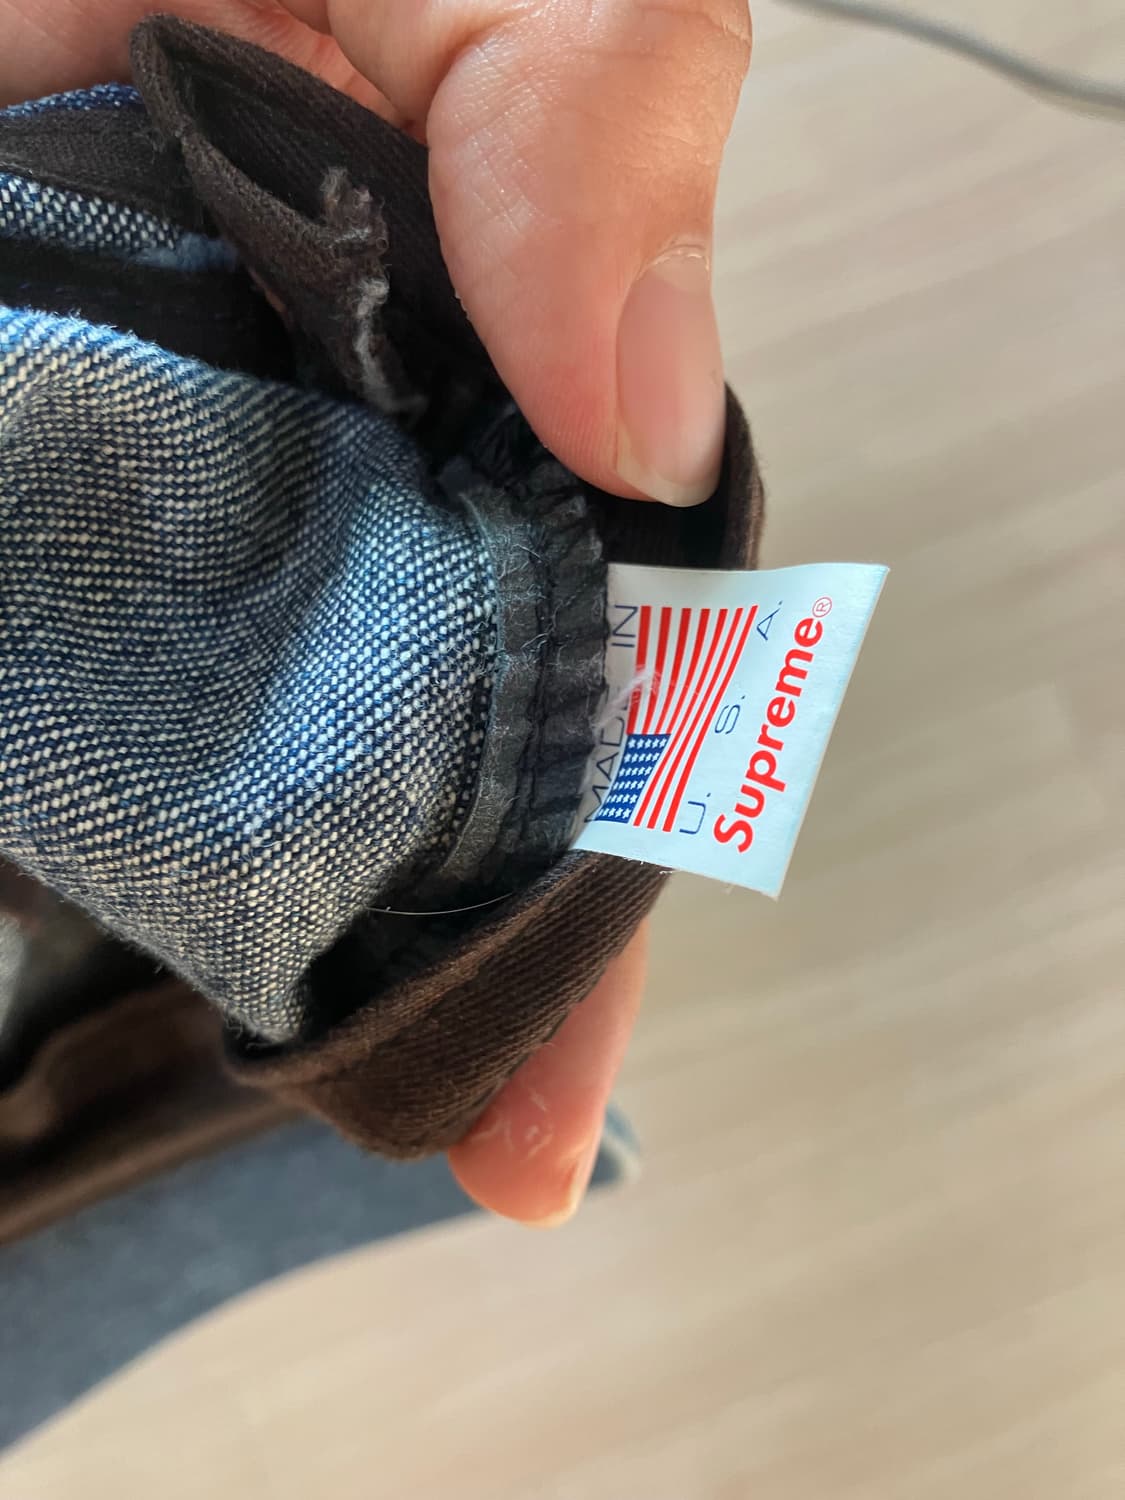 MADE IN
U. S. A.
Supreme®